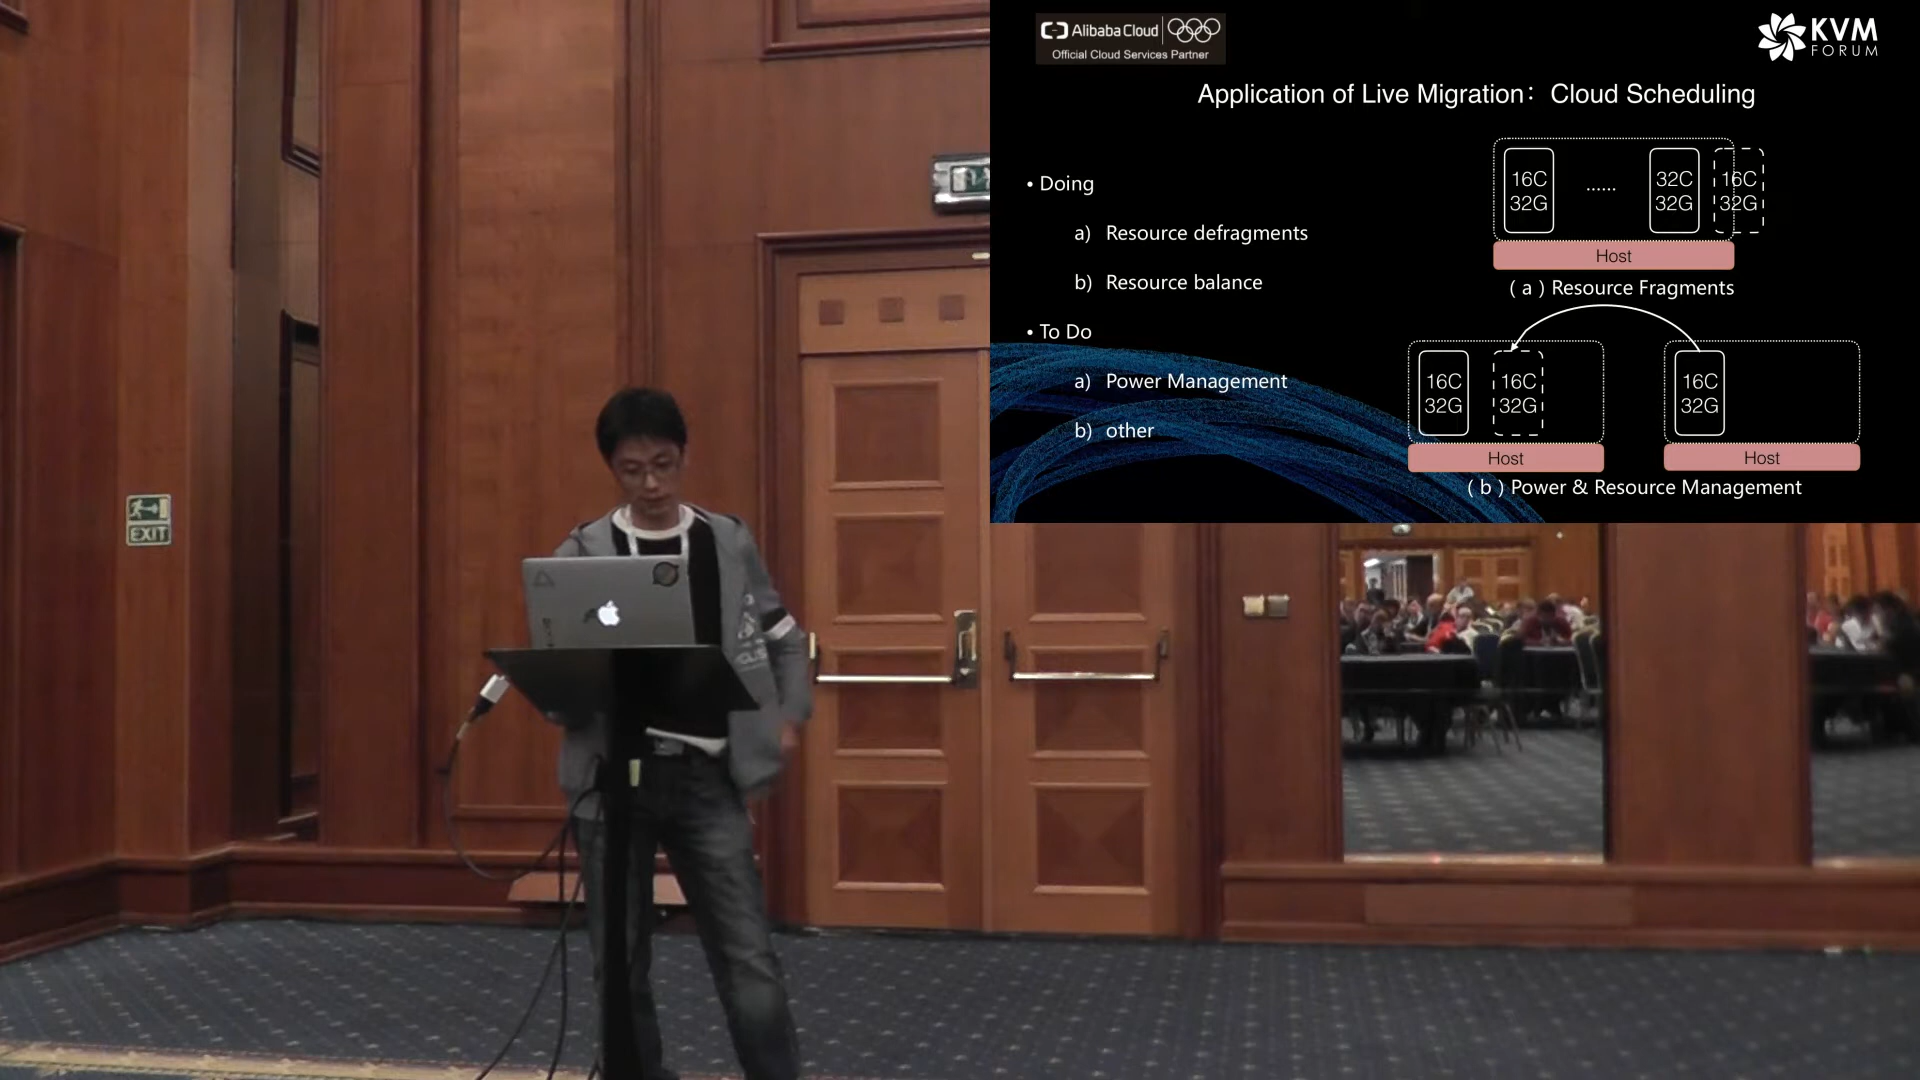 Alibaba Cloud
Official Cloud Services Partner
KVM
FORUM
Application of Live Migration：Cloud Scheduling
• Doing
a) Resource defragments
b) Resource balance
• To Do
a) Power Management
b) other
16C
32G
......
32C
32G
16C
32G
Host
( a ) Resource Fragments
16C
32G
16C
32G
16C
32G
Host
Host
( b ) Power & Resource Management
EXIT